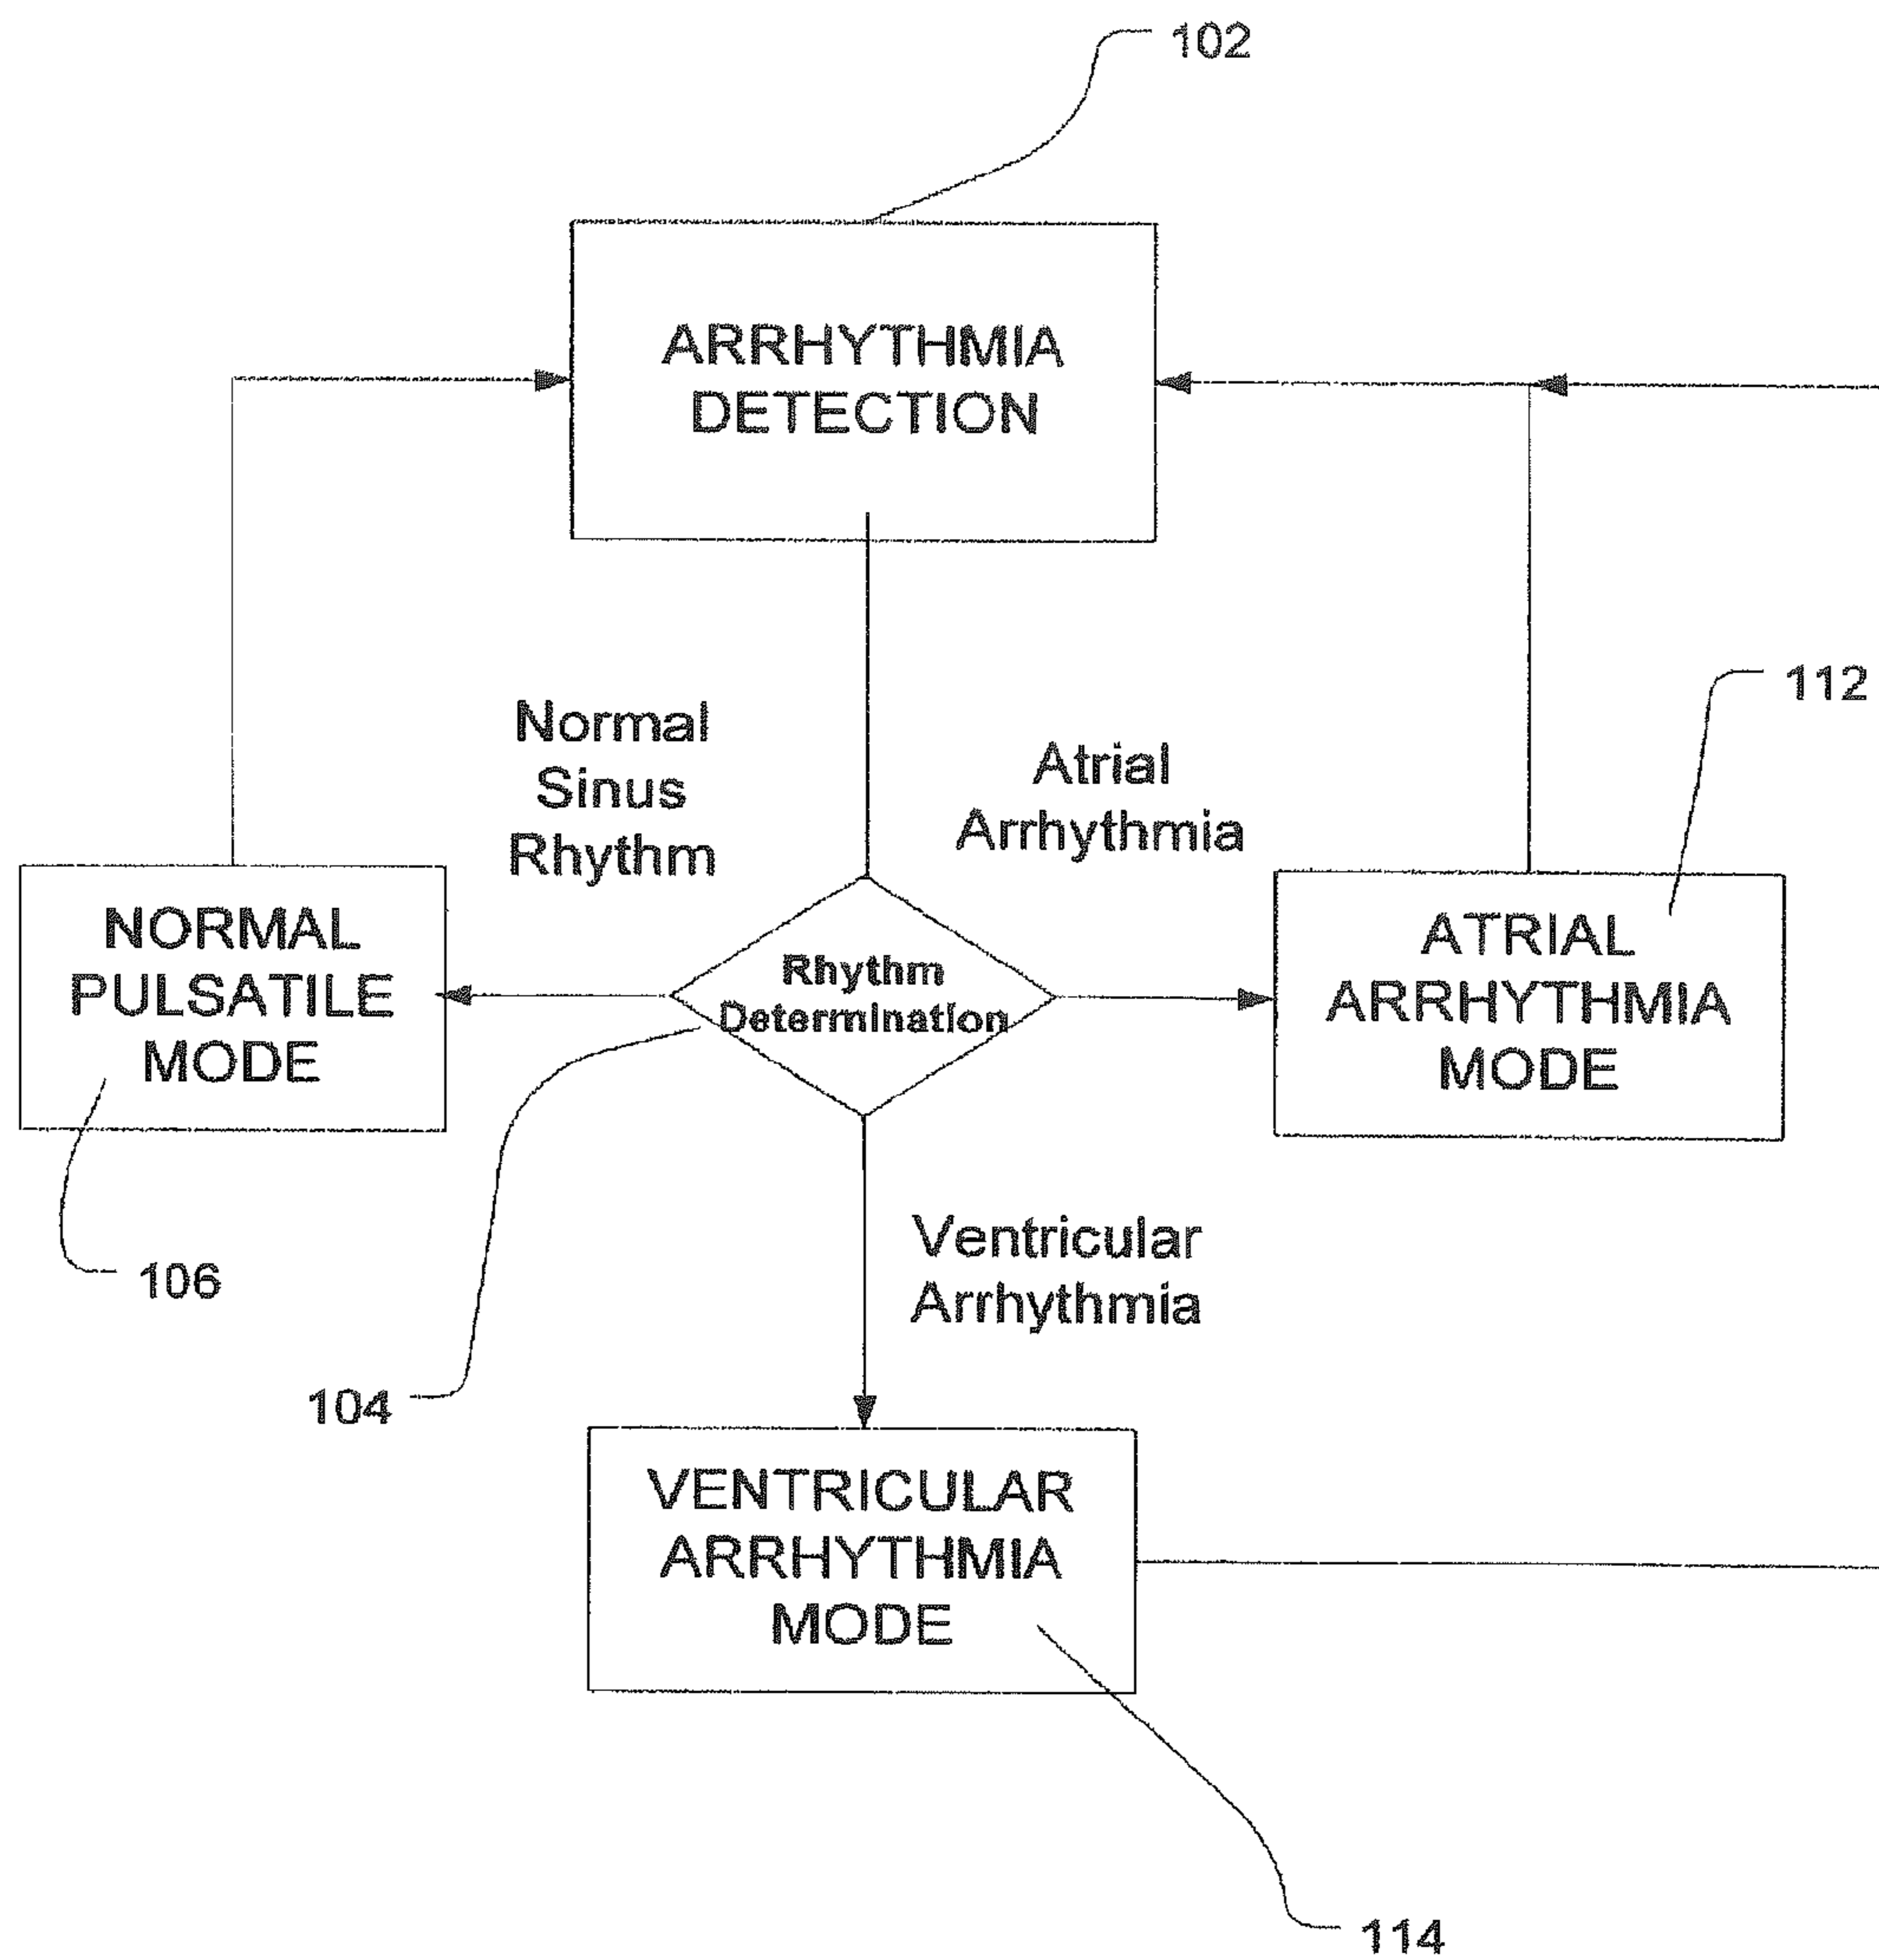 102
ARRHYTHMIA
DETECTION
112
Normal
Sinus
Rhythm
Atrial
Arrhythmia
NORMAL
PULSATILE
MODE
Rhythm
Determination
ATRIAL
ARRHYTHMIA
MODE
106
Ventricular
Arrhythmia
104
VENTRICULAR
ARRHYTHMIA
MODE
114